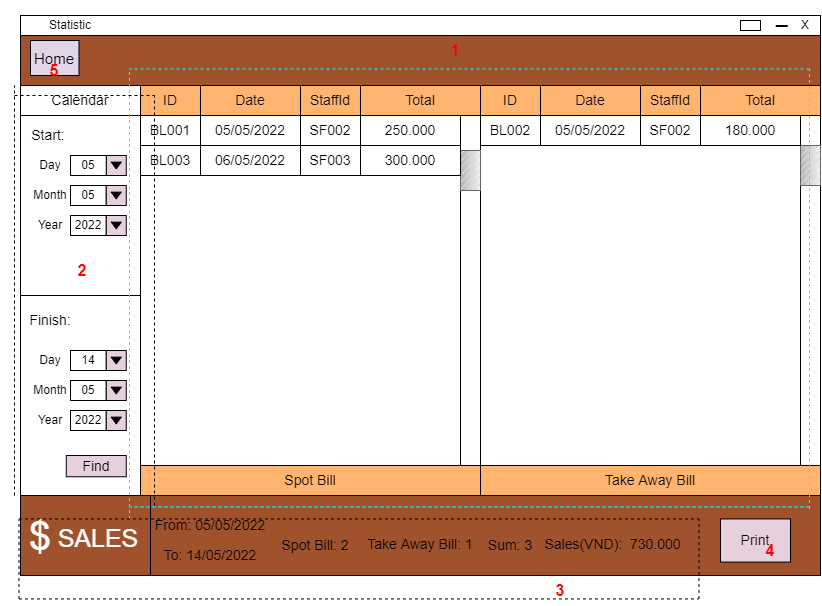 Statistic X
Home
5
1
Calendar ID Date StaffId Total ID Date StaffId Total
Start: BL001 05/05/2022 SF002 250.000 BL002 05/05/2022 SF002 180.000
BL003 06/05/2022 SF003 300.000
Day 05
Month 05
Year 2022
2
Finish:
Day 14
Month 05
Year 2022
Find
Spot Bill Take Away Bill
$ SALES
From: 05/05/2022
To: 14/05/2022
Spot Bill: 2 Take Away Bill: 1 Sum: 3 Sales(VND): 730.000
Print
4
3